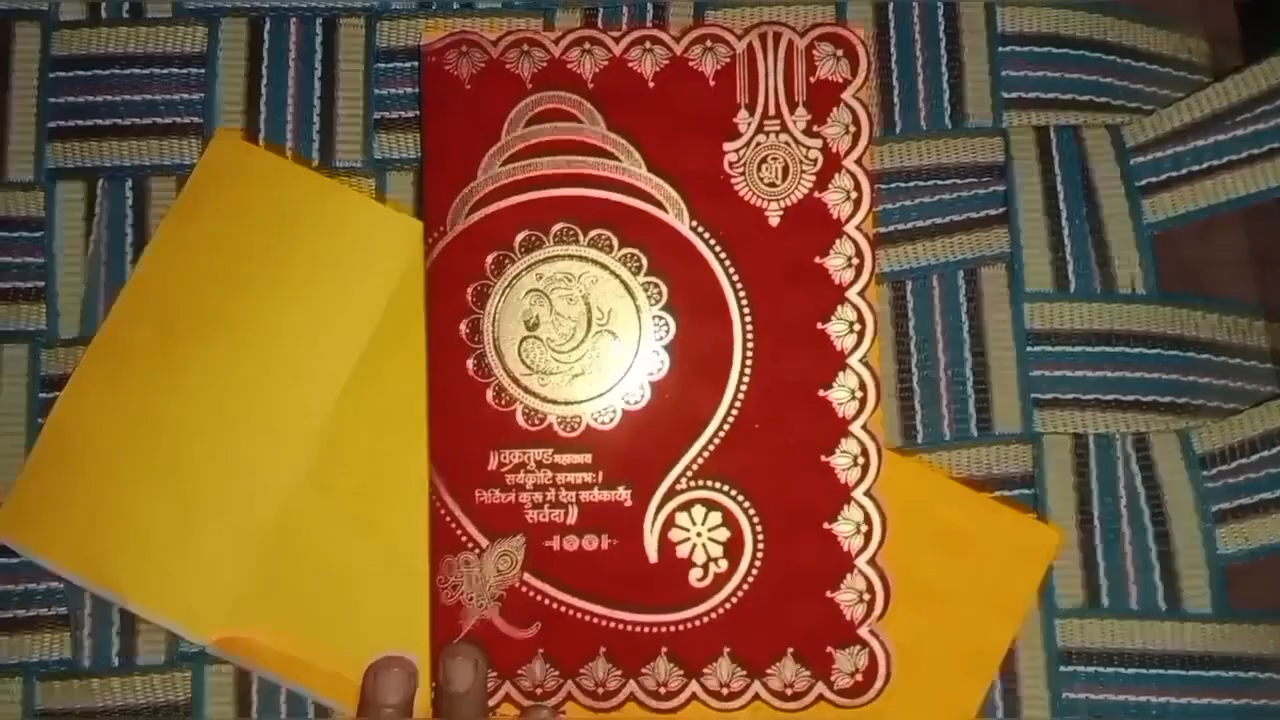 श्री
॥वक्रतुण्ड महाकाय
सर्यकोटि समप्रभः।
निर्विघ्नं कुरू मे देव सर्वकार्येषु
सर्वदा॥